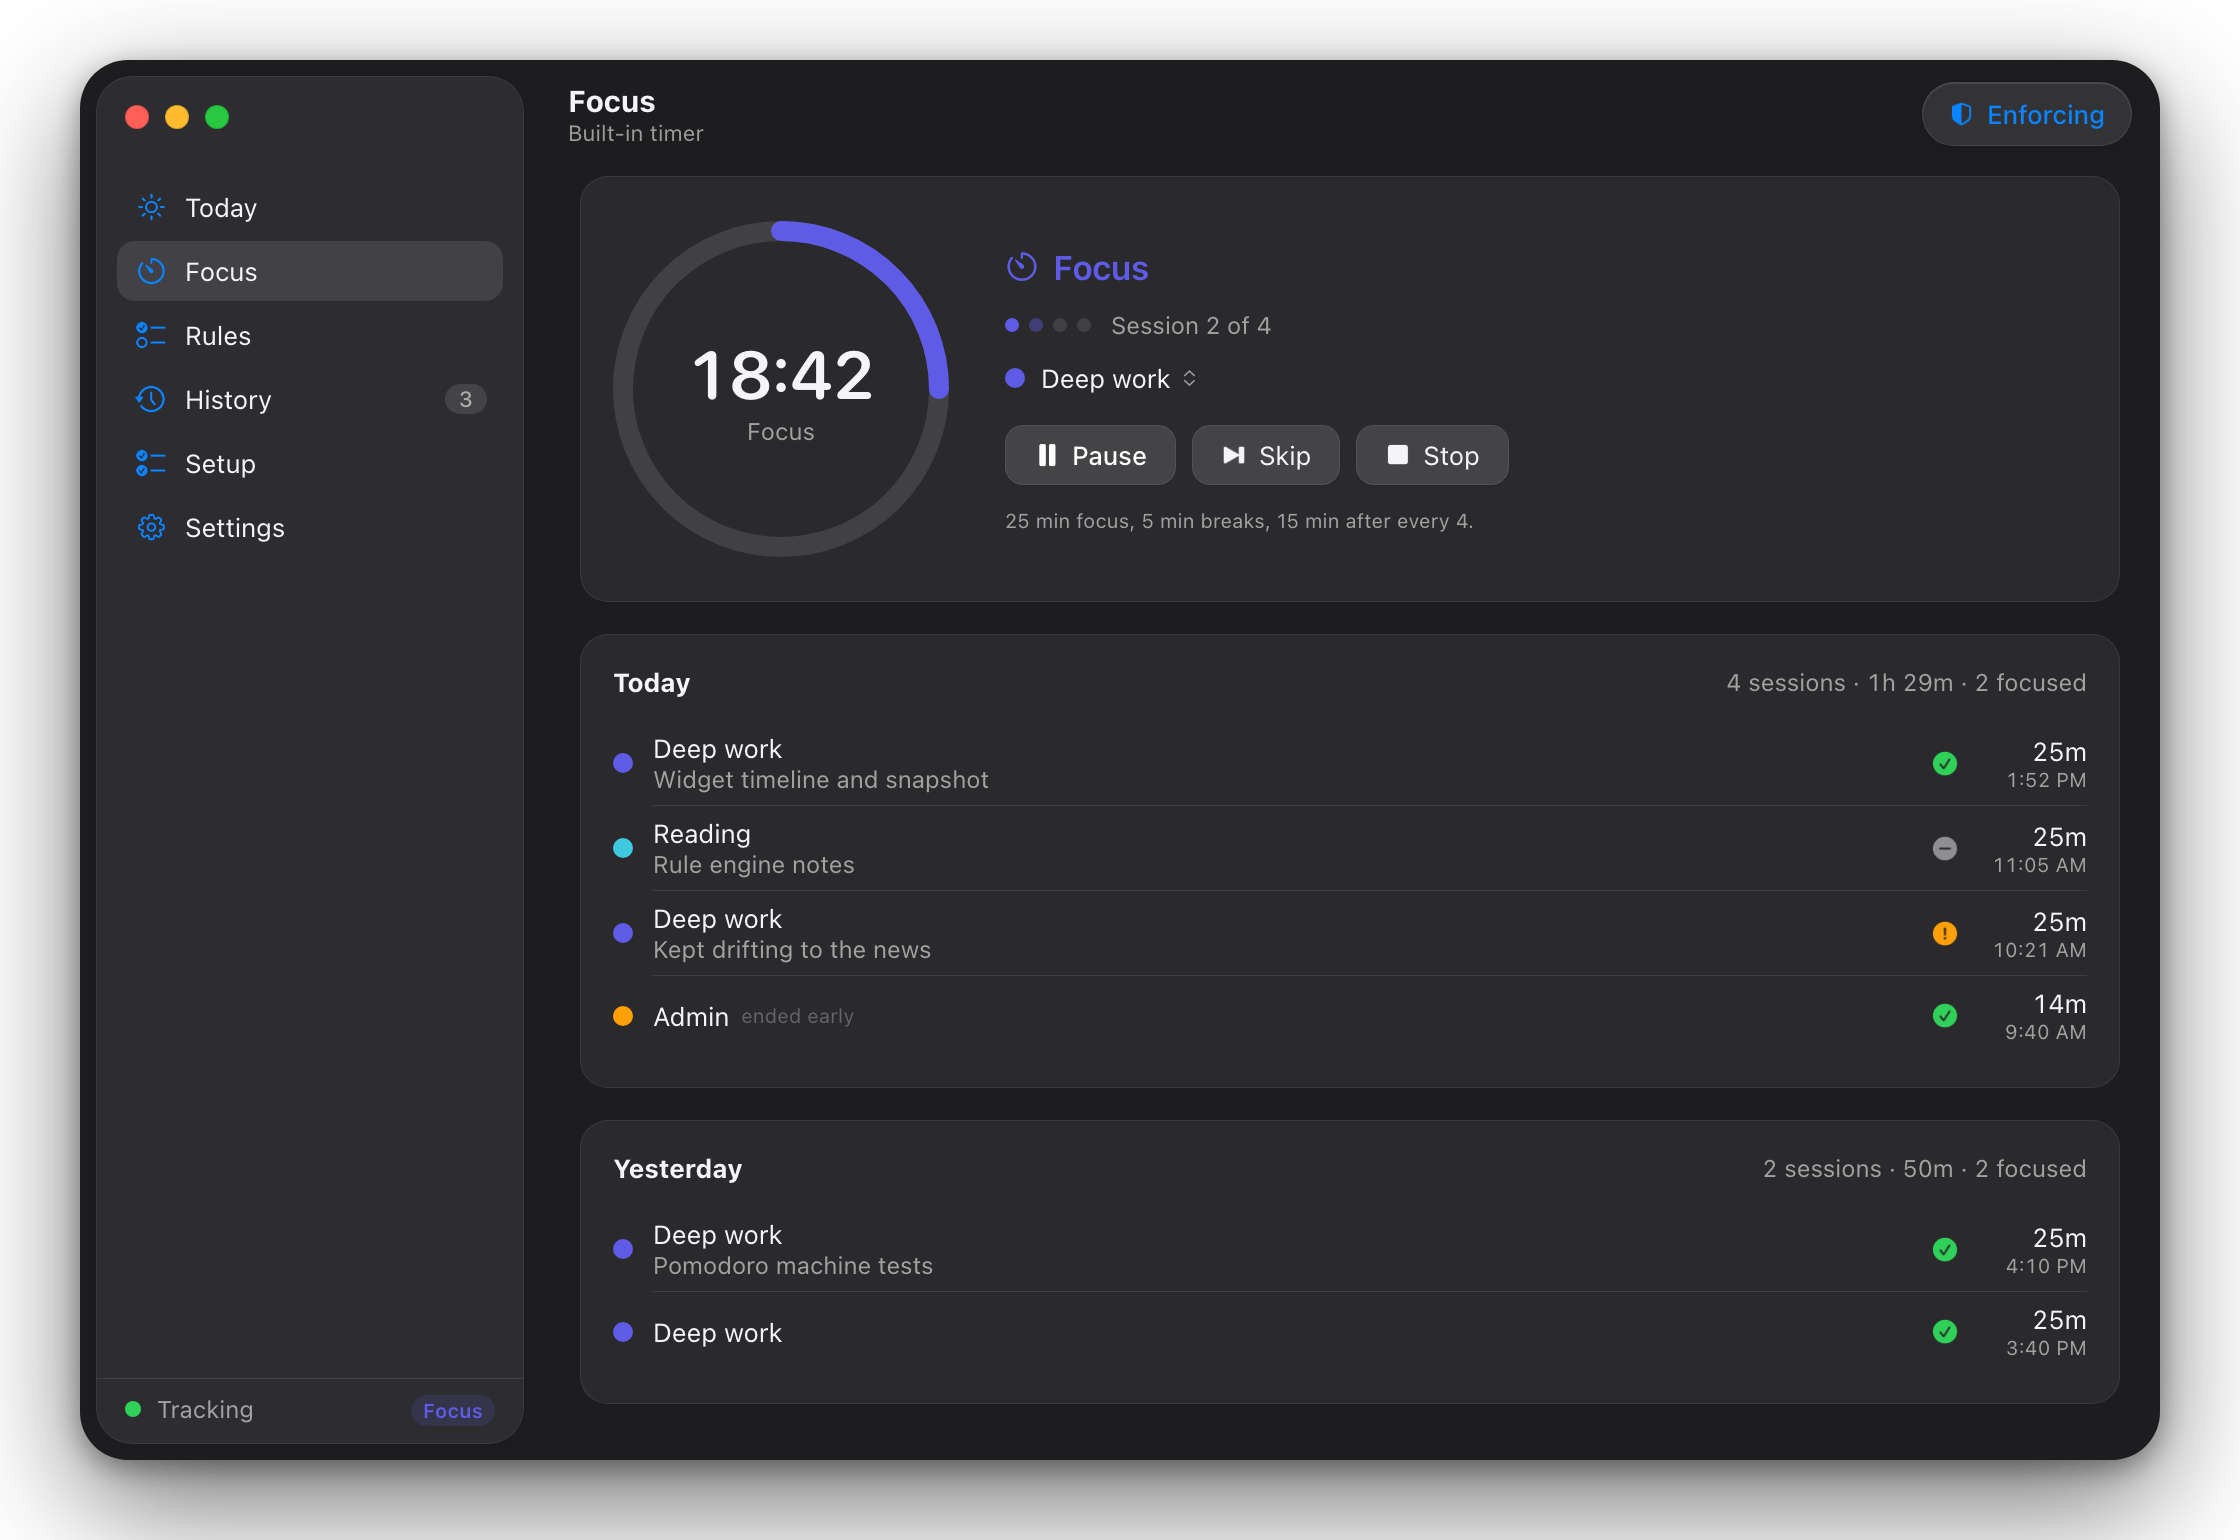 Today
Focus
Rules
History 3
Setup
Settings
Tracking Focus
Focus
Built-in timer
Enforcing
18:42
Focus
Focus
Session 2 of 4
Deep work
Pause Skip Stop
25 min focus, 5 min breaks, 15 min after every 4.
Today 4 sessions · 1h 29m · 2 focused
Deep work 25m
Widget timeline and snapshot 1:52 PM
Reading 25m
Rule engine notes 11:05 AM
Deep work 25m
Kept drifting to the news 10:21 AM
Admin ended early 14m
9:40 AM
Yesterday 2 sessions · 50m · 2 focused
Deep work 25m
Pomodoro machine tests 4:10 PM
Deep work 25m
3:40 PM